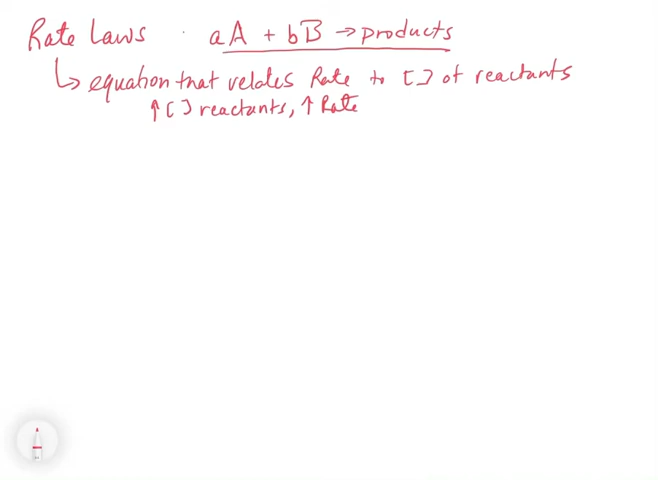 Rate Laws · aA + bB → products
↳ equation that relates Rate to [ ] of reactants
↑ [ ] reactants, ↑ Rate